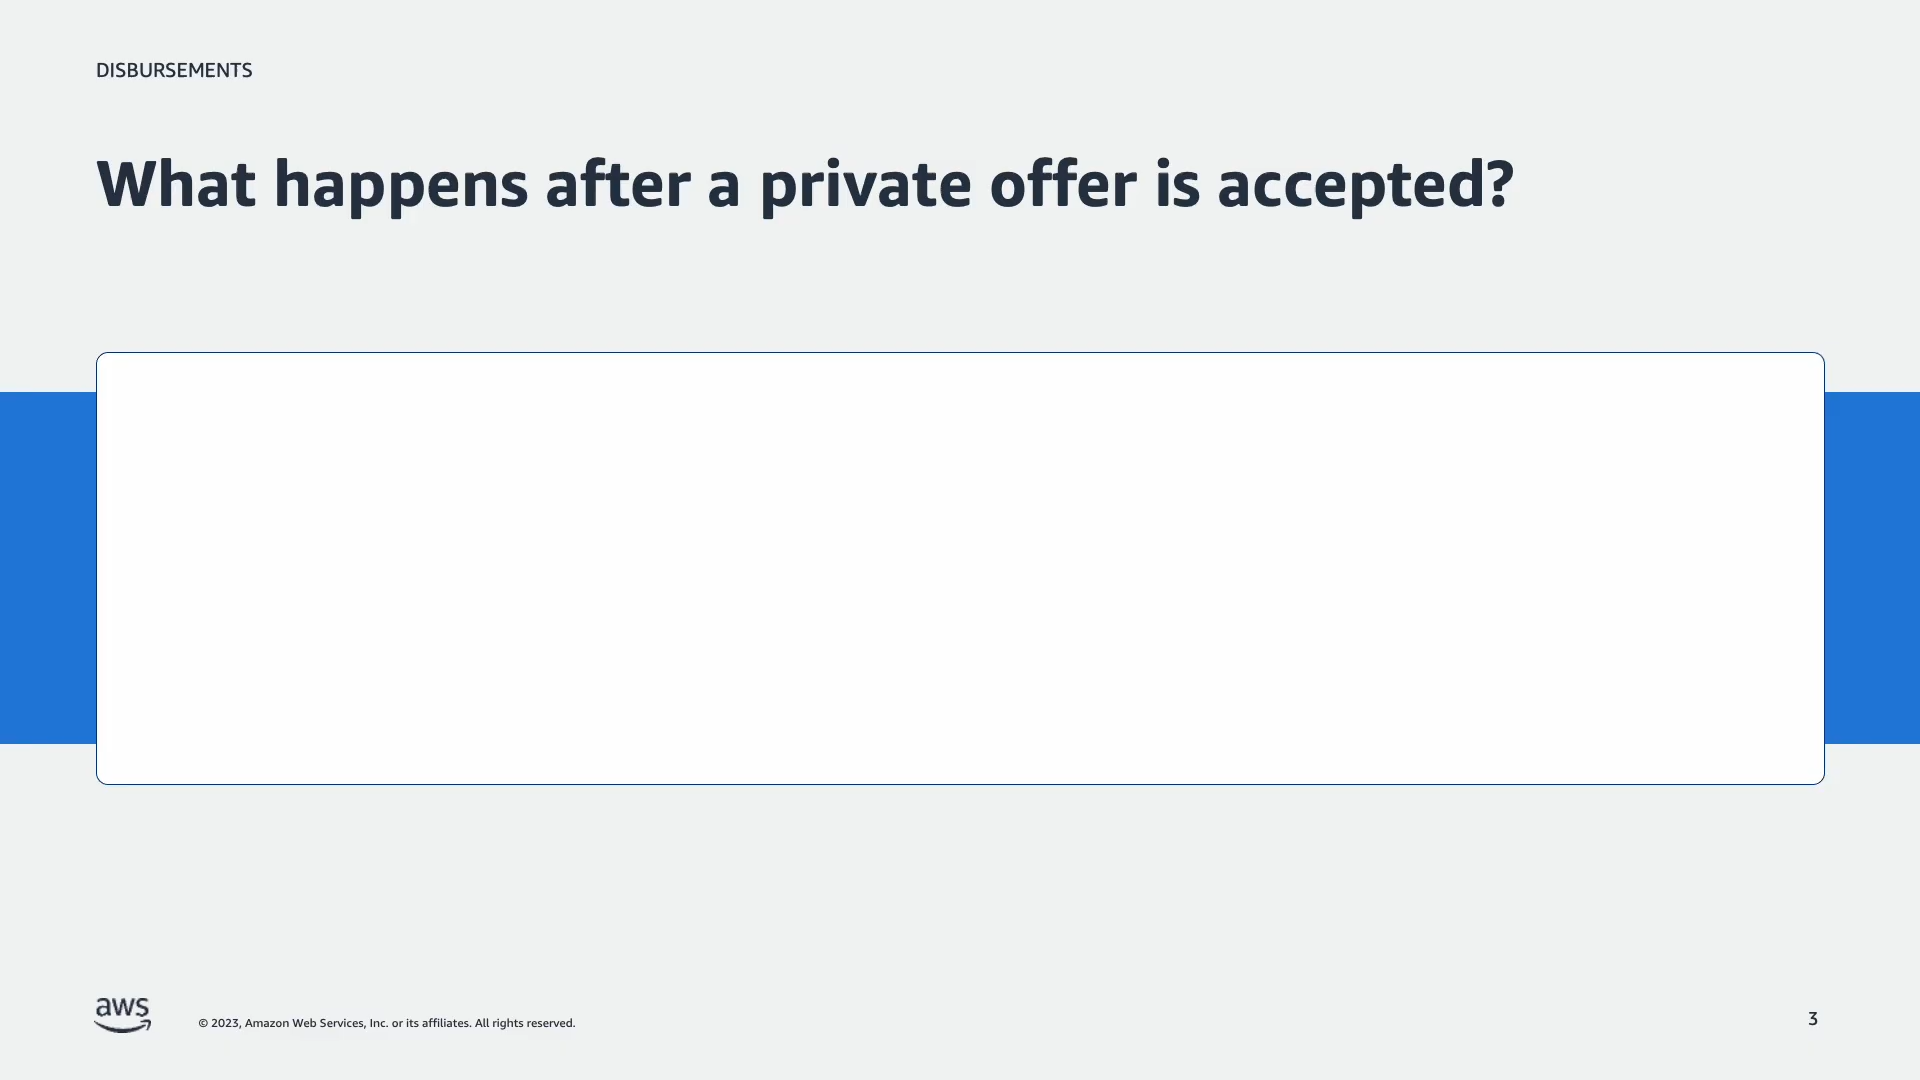 DISBURSEMENTS
What happens after a private offer is accepted?
aws
© 2023, Amazon Web Services, Inc. or its affiliates. All rights reserved.
3